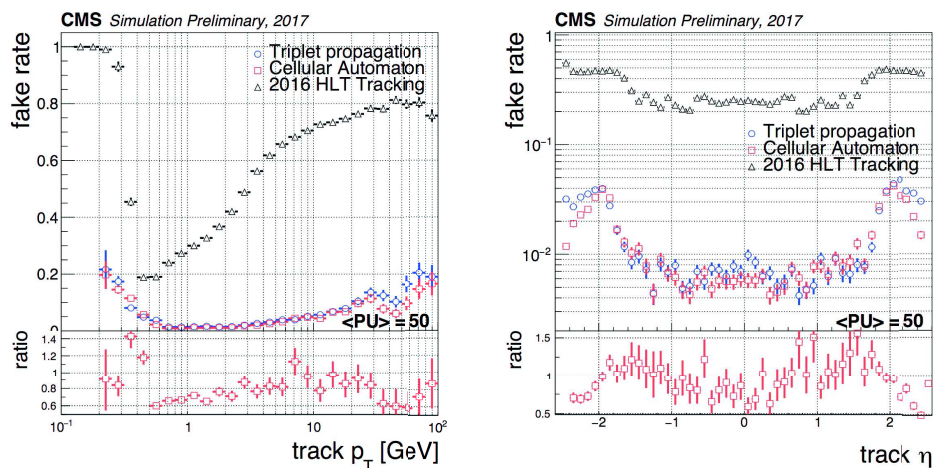 CMS Simulation Preliminary, 2017
fake rate
1
0.8
0.6
0.4
0.2
0
Triplet propagation
Cellular Automaton
2016 HLT Tracking
<PU> = 50
ratio
1.4
1.2
1
0.8
0.6
10⁻¹ 1 10 10²
track pT [GeV]
CMS Simulation Preliminary, 2017
fake rate
1
10⁻¹
10⁻²
Triplet propagation
Cellular Automaton
2016 HLT Tracking
<PU> = 50
ratio
1.5
1
0.5
−2 −1 0 1 2
track η